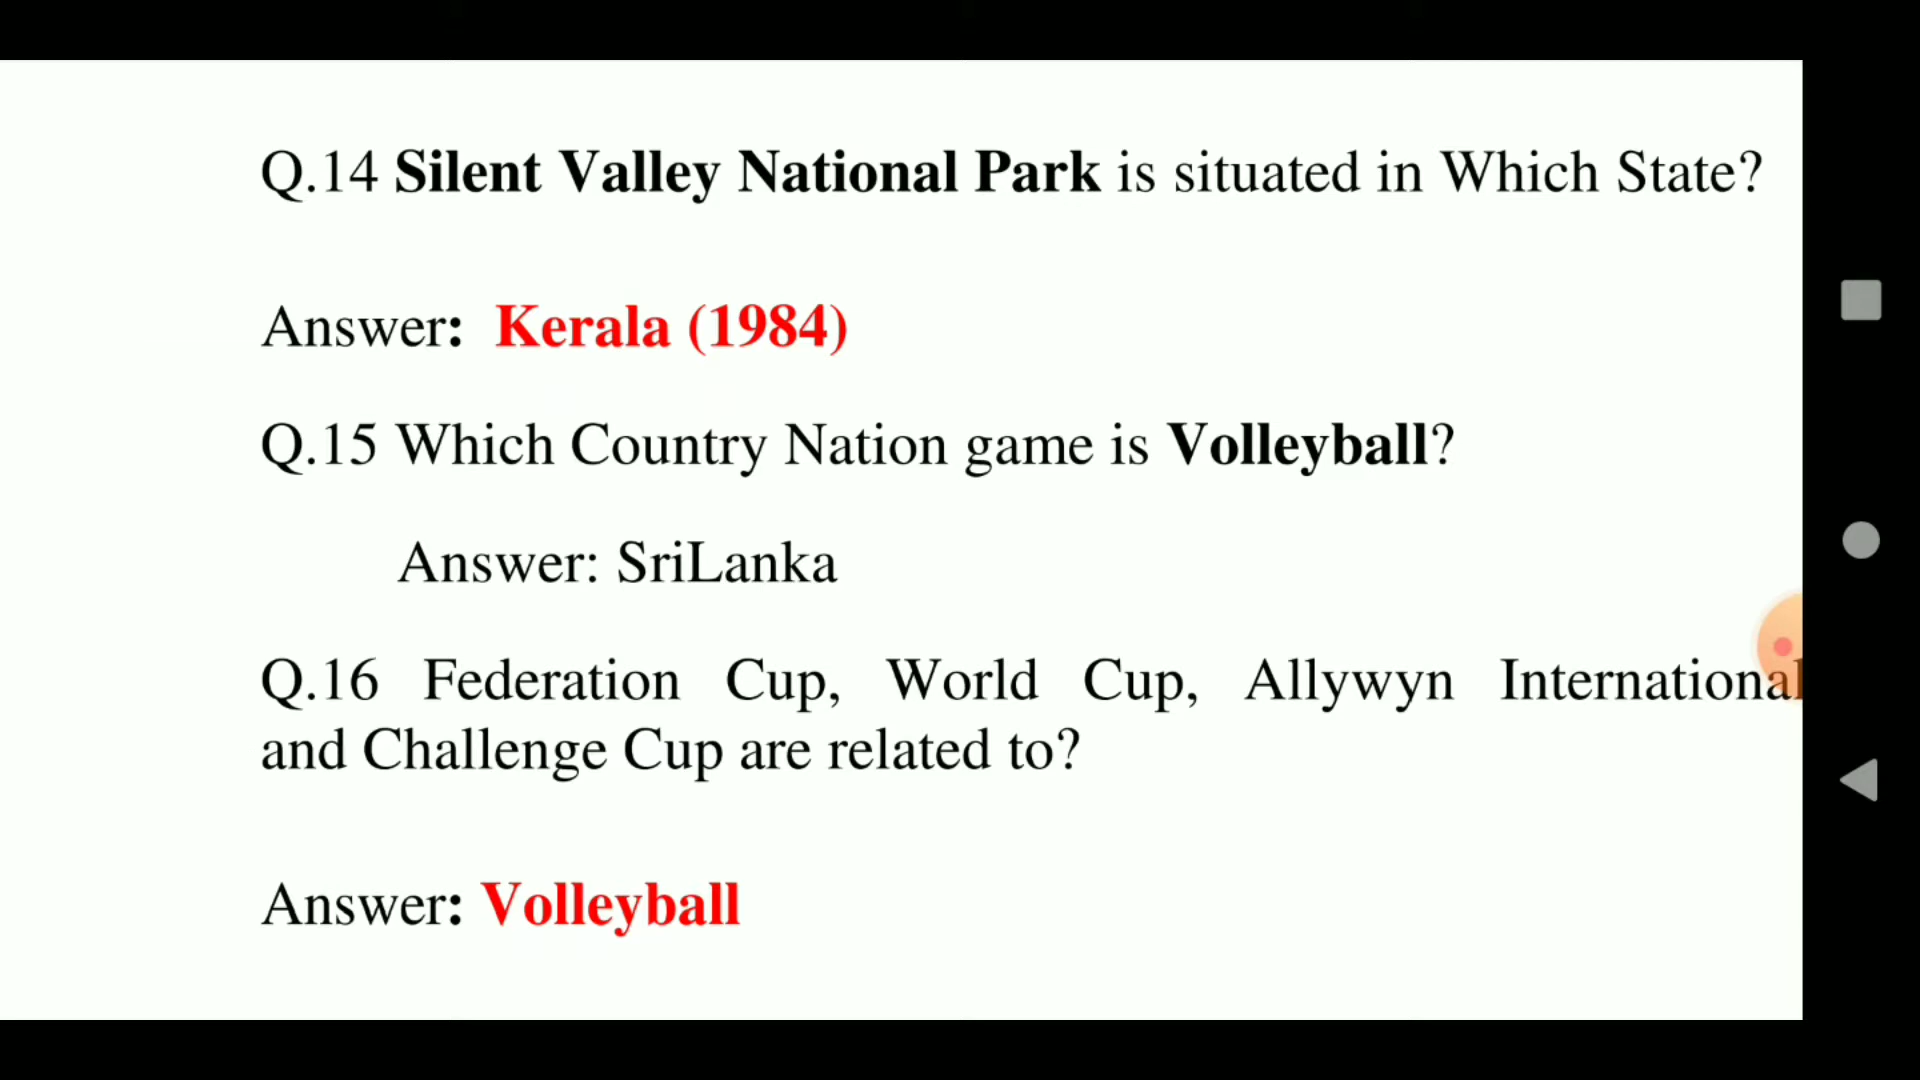 Q.14 Silent Valley National Park is situated in Which State?
Answer: Kerala (1984)
Q.15 Which Country Nation game is Volleyball?
Answer: SriLanka
Q.16 Federation Cup, World Cup, Allywyn International
and Challenge Cup are related to?
Answer: Volleyball